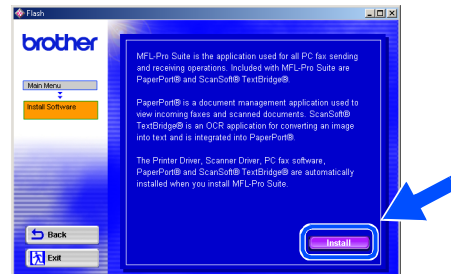 Flash
brother
Main Menu
Install Software
MFL-Pro Suite is the application used for all PC fax sending
and receiving operations. Included with MFL-Pro Suite are
PaperPort® and ScanSoft® TextBridge®.
PaperPort® is a document management application used to
view incoming faxes and scanned documents. ScanSoft®
TextBridge® is an OCR application for converting an image
into text and is integrated into PaperPort®.
The Printer Driver, Scanner Driver, PC fax software,
PaperPort® and ScanSoft® TextBridge® are automatically
installed when you install MFL-Pro Suite.
Install
Back
Exit